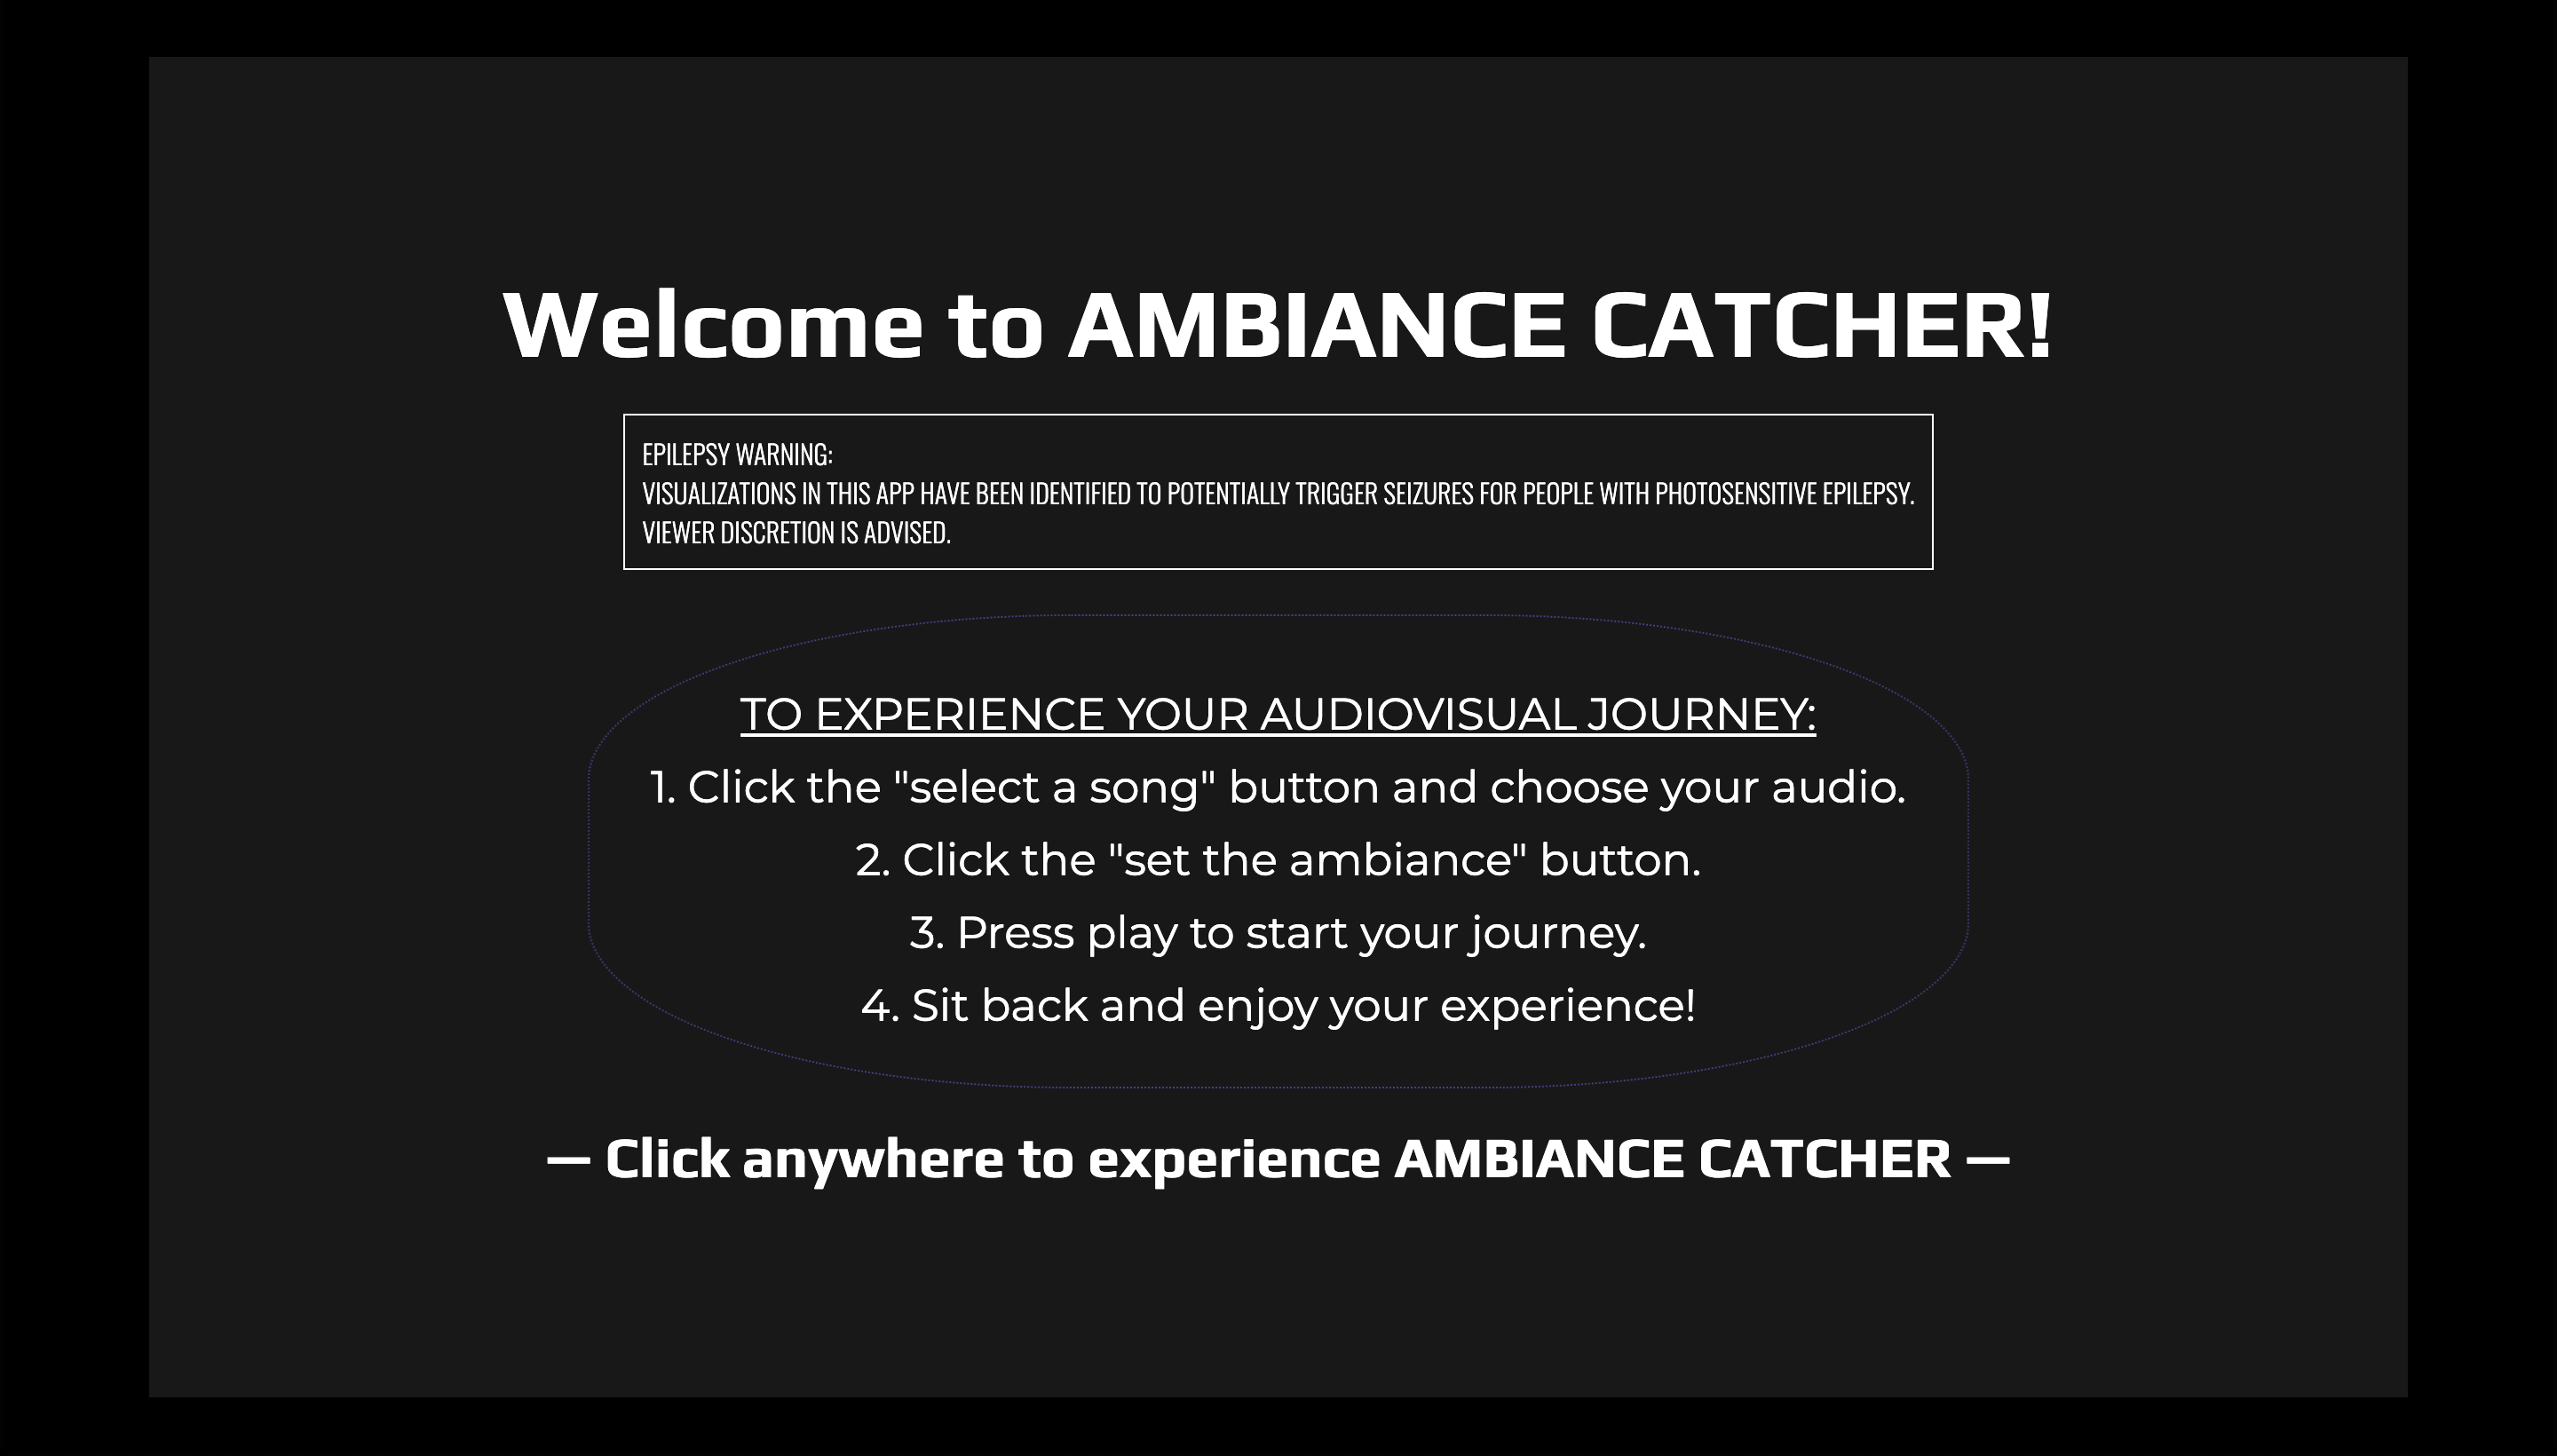 Welcome to AMBIANCE CATCHER!
EPILEPSY WARNING:
VISUALIZATIONS IN THIS APP HAVE BEEN IDENTIFIED TO POTENTIALLY TRIGGER SEIZURES FOR PEOPLE WITH PHOTOSENSITIVE EPILEPSY.
VIEWER DISCRETION IS ADVISED.
TO EXPERIENCE YOUR AUDIOVISUAL JOURNEY:
1. Click the "select a song" button and choose your audio.
2. Click the "set the ambiance" button.
3. Press play to start your journey.
4. Sit back and enjoy your experience!
— Click anywhere to experience AMBIANCE CATCHER —